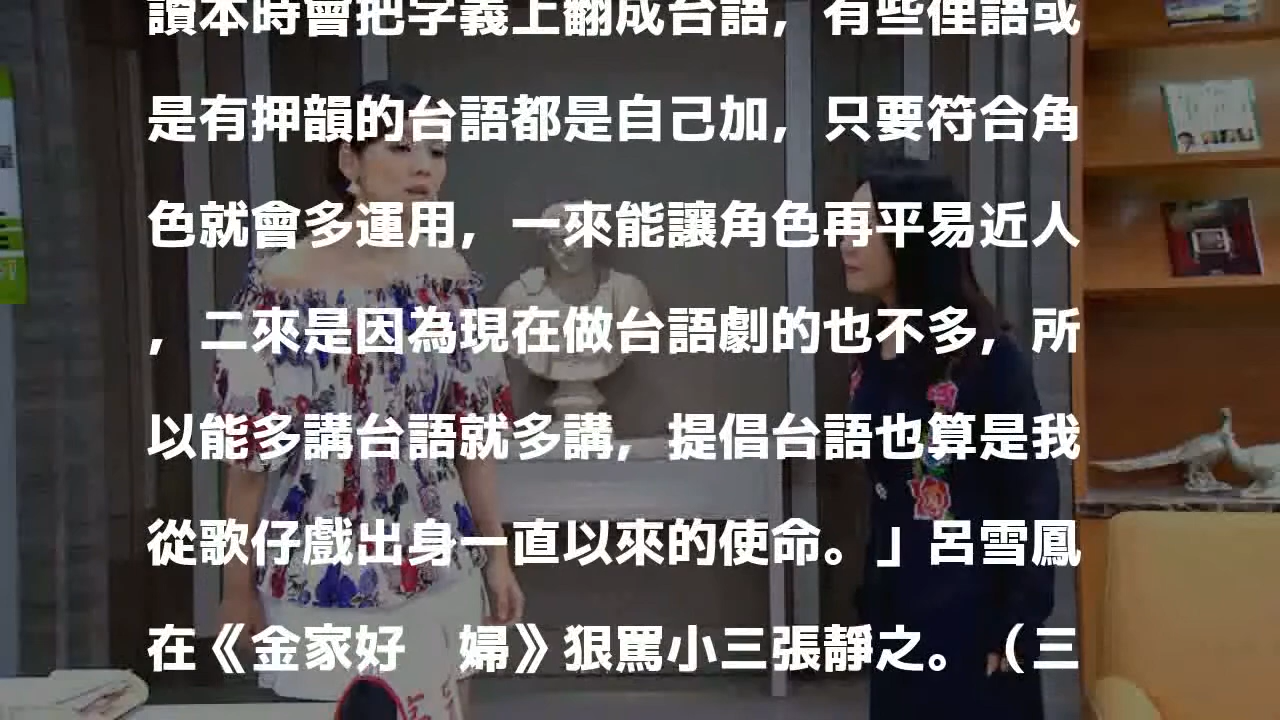 讀本時會把字義上翻成台語，有些俚語或
是有押韻的台語都是自己加，只要符合角
色就會多運用，一來能讓角色再平易近人
，二來是因為現在做台語劇的也不多，所
以能多講台語就多講，提倡台語也算是我
從歌仔戲出身一直以來的使命。」呂雪鳳
在《金家好　婦》狠罵小三張靜之。（三